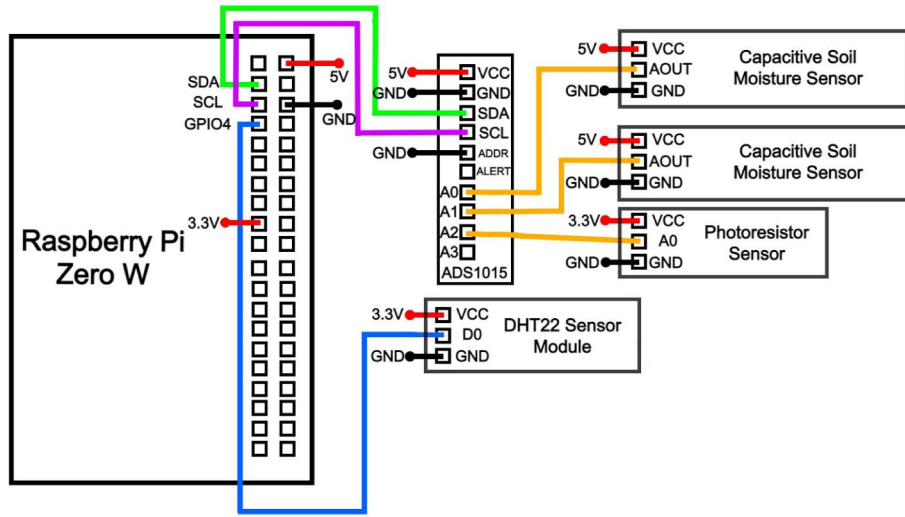 SDA
SCL
GPIO4
5V
GND
3.3V
Raspberry Pi
Zero W
5V
GND
GND
VCC
GND
SDA
SCL
ADDR
ALERT
A0
A1
A2
A3
ADS1015
5V
GND
VCC
AOUT
GND
Capacitive Soil
Moisture Sensor
5V
GND
VCC
AOUT
GND
Capacitive Soil
Moisture Sensor
3.3V
GND
VCC
A0
GND
Photoresistor
Sensor
3.3V
GND
VCC
D0
GND
DHT22 Sensor
Module